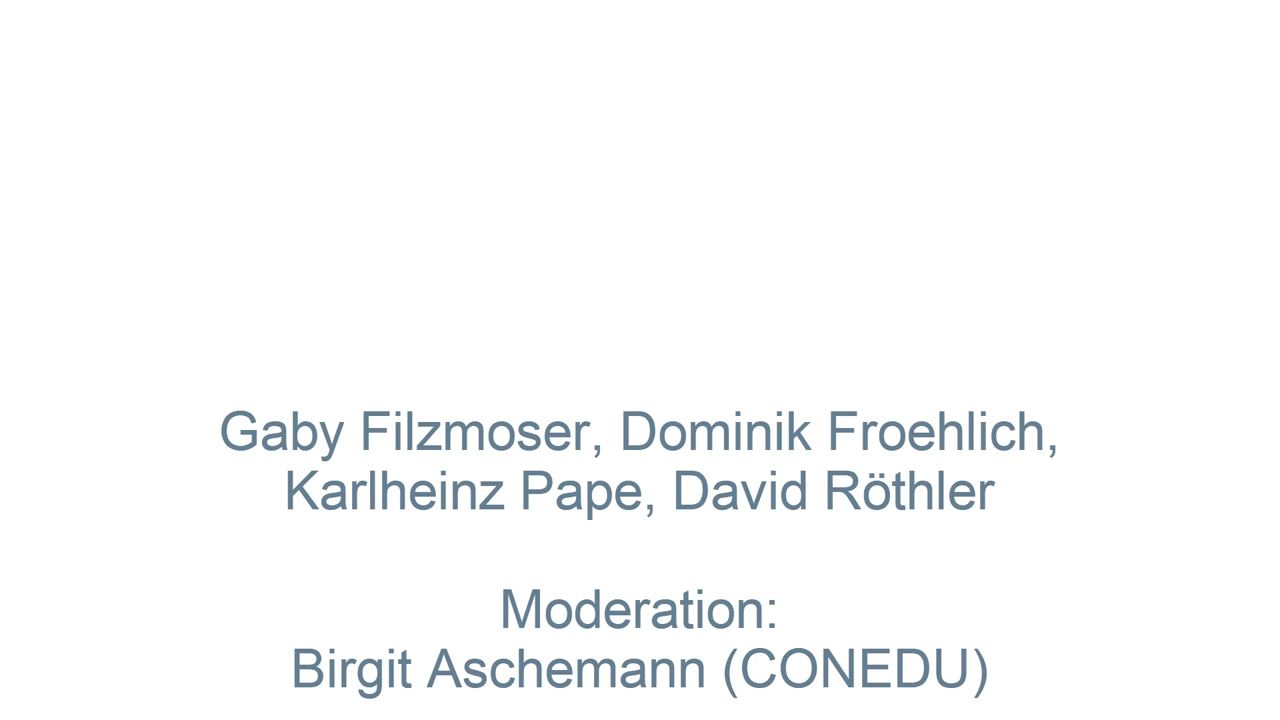 Gaby Filzmoser, Dominik Froehlich,
Karlheinz Pape, David Röthler
Moderation:
Birgit Aschemann (CONEDU)